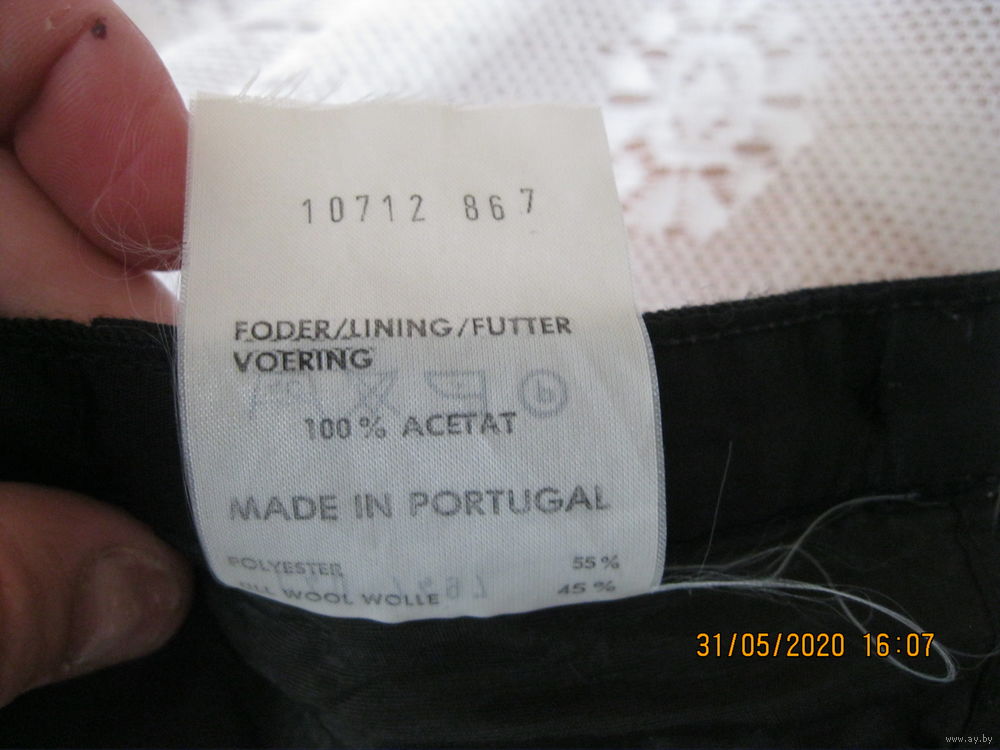 10712 867
FODER/LINING/FUTTER
VOERING
100% ACETAT
MADE IN PORTUGAL
POLYESTER 55%
ULL WOOL WOLLE 45%
31/05/2020 16:07
www.ay.by